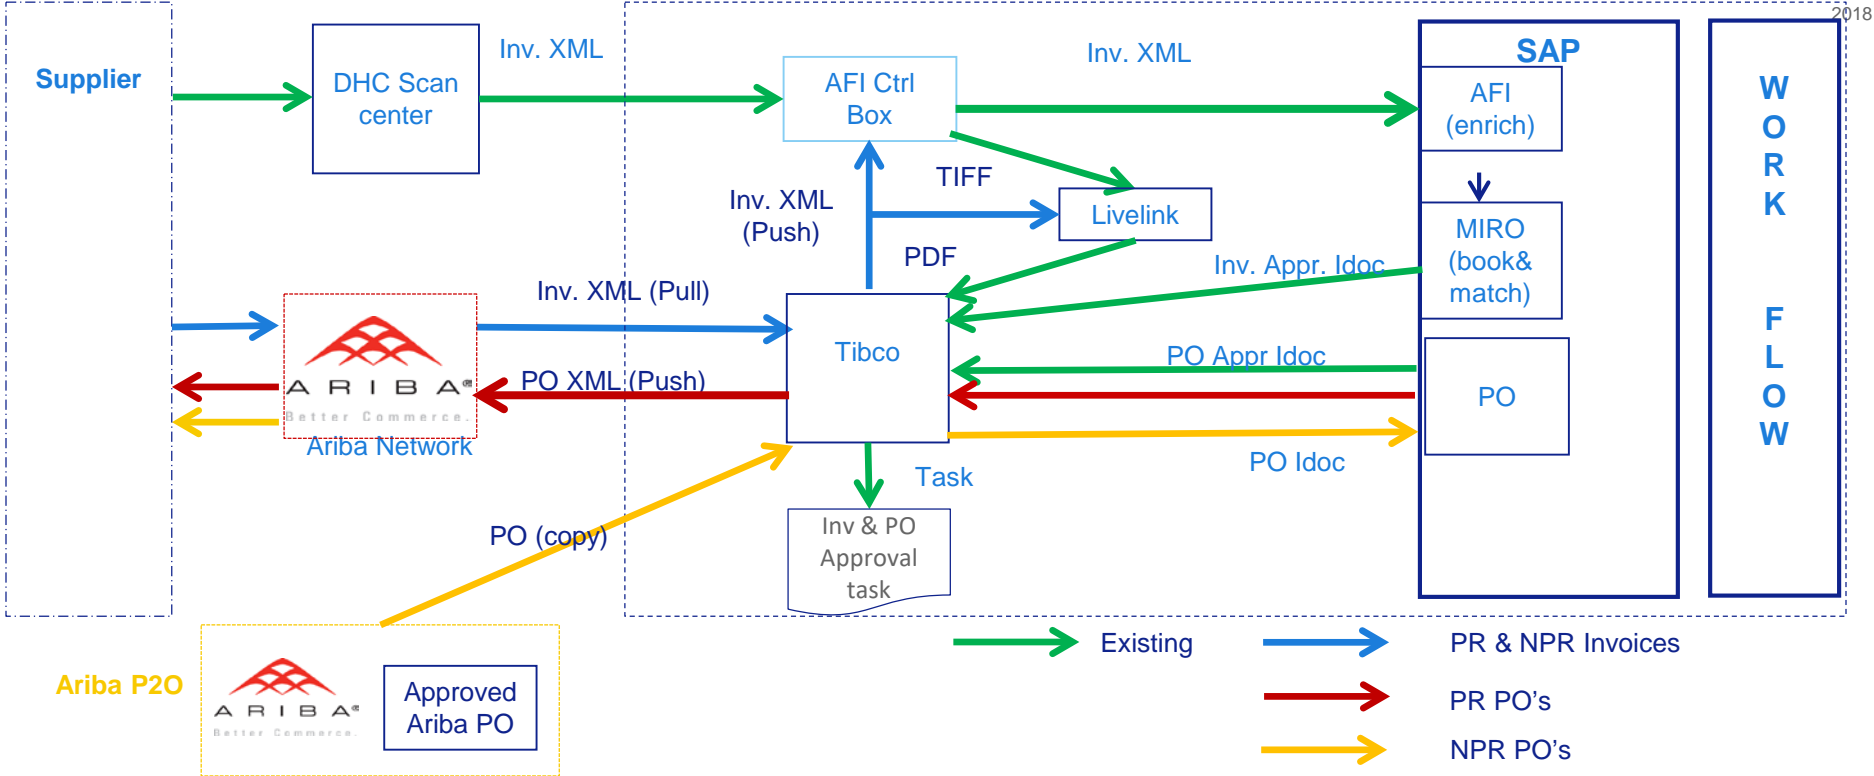 2018
Supplier
DHC Scan
center
Inv. XML
AFI Ctrl
Box
Inv. XML
SAP
AFI
(enrich)
W
O
R
K
F
L
O
W
TIFF
Inv. XML
(Push)
Livelink
PDF
MIRO
(book&
match)
Inv. Appr. Idoc
Inv. XML (Pull)
ARIBA®
Better Commerce.
Ariba Network
PO XML (Push)
Tibco
PO Appr Idoc
PO
PO Idoc
Task
PO (copy)
Inv & PO
Approval
task
Existing
PR & NPR Invoices
PR PO's
NPR PO's
Ariba P2O
ARIBA®
Better Commerce.
Approved
Ariba PO